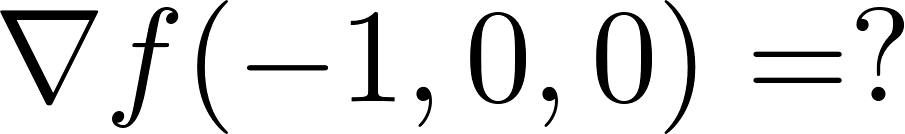 ∇f(−1, 0, 0) =?